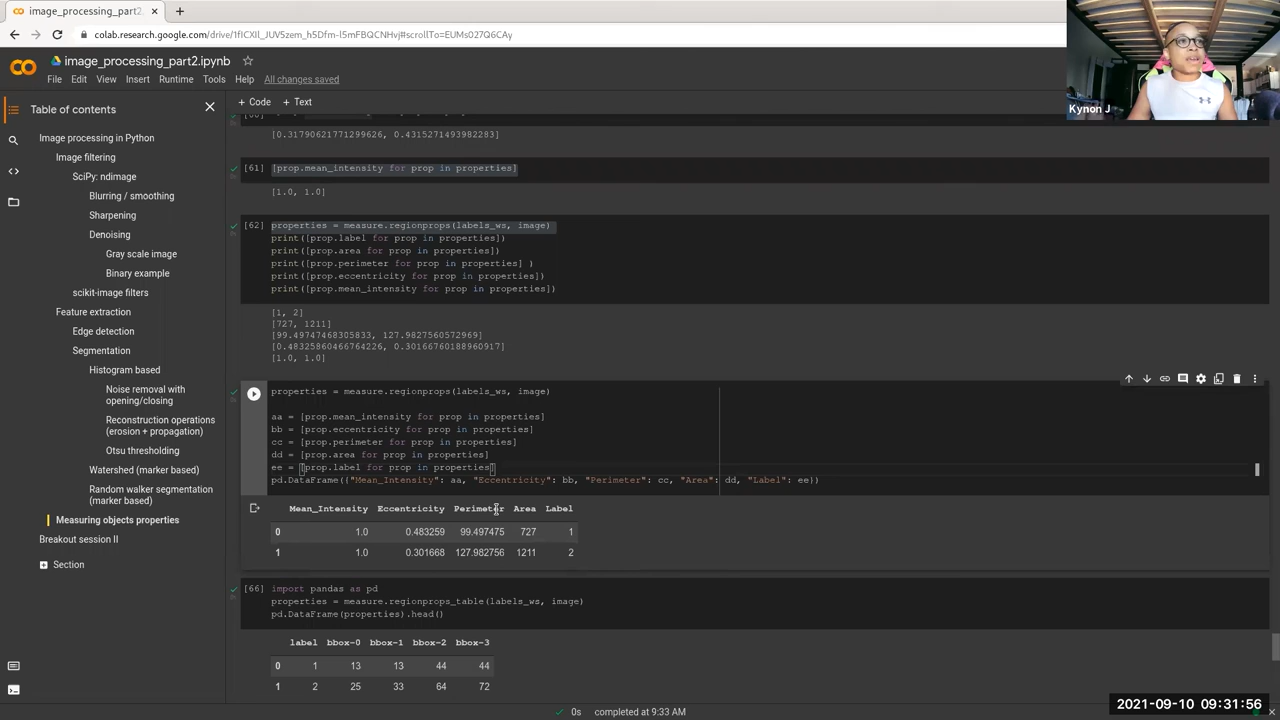 image_processing_part2.ipynb
colab.research.google.com/drive/1fICXIl_JUV5zem_h5Dfm-l5mFBQCNHvj#scrollTo=EUMs027Q6CAy
image_processing_part2.ipynb
File Edit View Insert Runtime Tools Help All changes saved
Kynon J
Table of contents
+ Code + Text
Image processing in Python
Image filtering
SciPy: ndimage
Blurring / smoothing
Sharpening
Denoising
Gray scale image
Binary example
scikit-image filters
Feature extraction
Edge detection
Segmentation
Histogram based
Noise removal with
opening/closing
Reconstruction operations
(erosion + propagation)
Otsu thresholding
Watershed (marker based)
Random walker segmentation
(marker based)
Measuring objects properties
Breakout session II
Section
[0.31790621771299626, 0.4315271493982283]
[61] [prop.mean_intensity for prop in properties]
[1.0, 1.0]
[62] properties = measure.regionprops(labels_ws, image)
print([prop.label for prop in properties])
print([prop.area for prop in properties])
print([prop.perimeter for prop in properties] )
print([prop.eccentricity for prop in properties])
print([prop.mean_intensity for prop in properties])
[1, 2]
[727, 1211]
[99.49747468305833, 127.9827560572969]
[0.48325860466764226, 0.30166760188960917]
[1.0, 1.0]
properties = measure.regionprops(labels_ws, image)
aa = [prop.mean_intensity for prop in properties]
bb = [prop.eccentricity for prop in properties]
cc = [prop.perimeter for prop in properties]
dd = [prop.area for prop in properties]
ee = [prop.label for prop in properties]
pd.DataFrame({"Mean_Intensity": aa, "Eccentricity": bb, "Perimeter": cc, "Area": dd, "Label": ee})
Mean_Intensity Eccentricity Perimeter Area Label
0 1.0 0.483259 99.497475 727 1
1 1.0 0.301668 127.982756 1211 2
[66] import pandas as pd
properties = measure.regionprops_table(labels_ws, image)
pd.DataFrame(properties).head()
label bbox-0 bbox-1 bbox-2 bbox-3
0 1 13 13 44 44
1 2 25 33 64 72
0s completed at 9:33 AM
2021-09-10 09:31:56